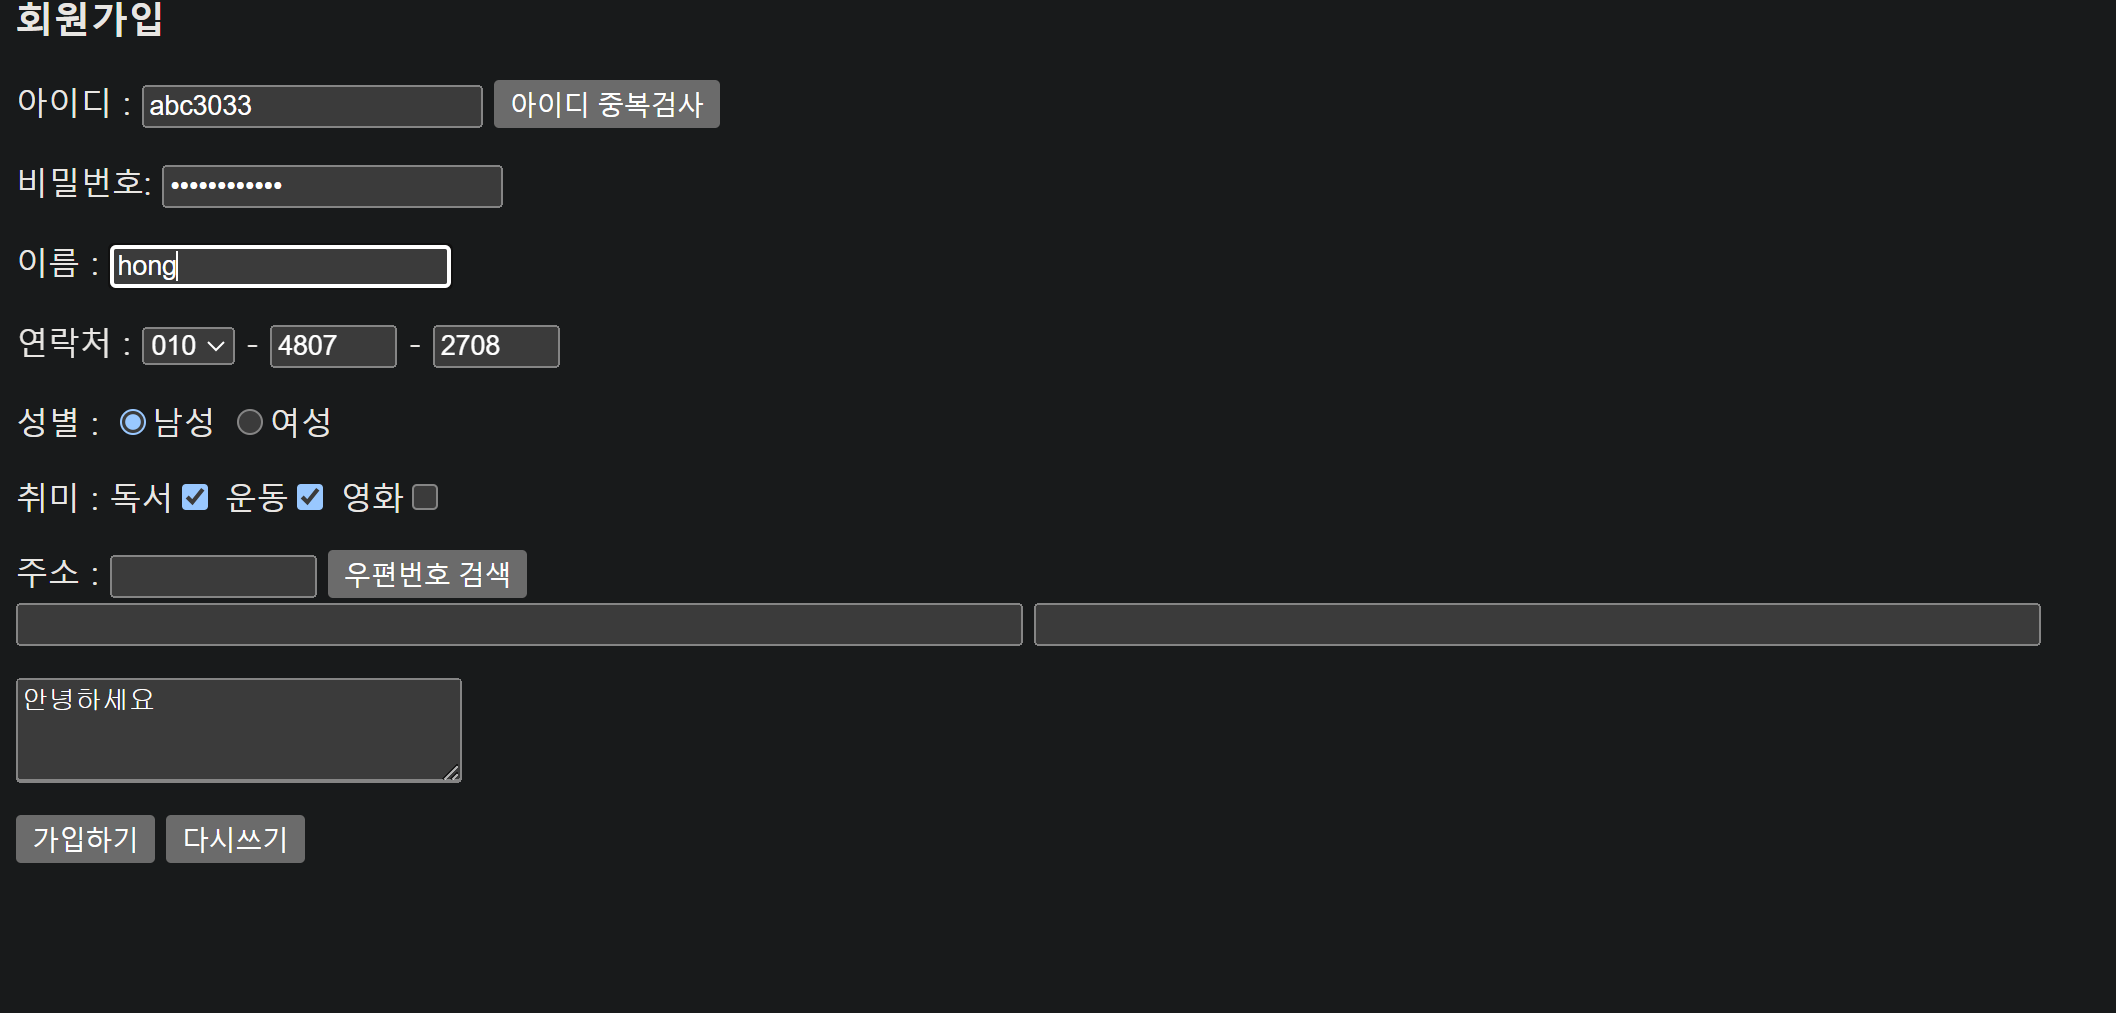 회원가입
아이디 : abc3033 아이디 중복검사
비밀번호: ••••••••••••
이름 : hong
연락처 : 010 - 4807 - 2708
성별 : 남성 여성
취미 : 독서 운동 영화
주소 : 우편번호 검색
안녕하세요
가입하기 다시쓰기